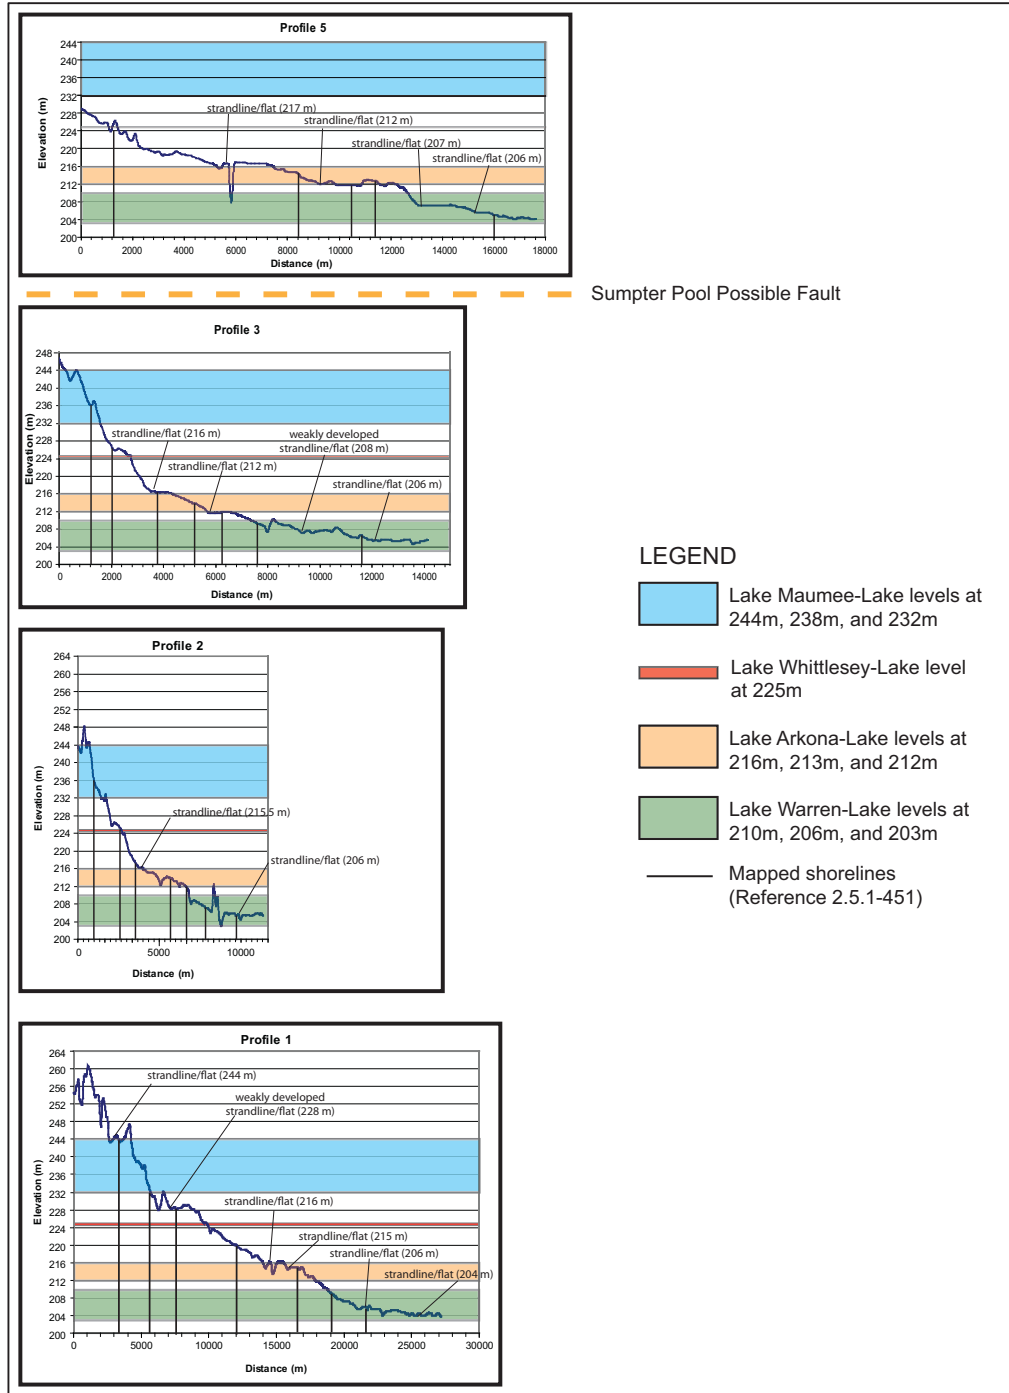 Profile 5
Elevation (m)
244
240
236
232
228
224
220
216
212
208
204
200
strandline/flat (217 m)
strandline/flat (212 m)
strandline/flat (207 m)
strandline/flat (206 m)
0 2000 4000 6000 8000 10000 12000 14000 16000 18000
Distance (m)
Sumpter Pool Possible Fault
Profile 3
Elevation (m)
248
244
240
236
232
228
224
220
216
212
208
204
200
strandline/flat (216 m)
weakly developed
strandline/flat (208 m)
strandline/flat (212 m)
strandline/flat (206 m)
0 2000 4000 6000 8000 10000 12000 14000
Distance (m)
Profile 2
Elevation (m)
264
260
256
252
248
244
240
236
232
228
224
220
216
212
208
204
200
strandline/flat (215.5 m)
strandline/flat (206 m)
0 5000 10000
Distance (m)
Profile 1
Elevation (m)
264
260
256
252
248
244
240
236
232
228
224
220
216
212
208
204
200
strandline/flat (244 m)
weakly developed
strandline/flat (228 m)
strandline/flat (216 m)
strandline/flat (215 m)
strandline/flat (206 m)
strandline/flat (204 m)
0 5000 10000 15000 20000 25000 30000
Distance (m)
LEGEND
Lake Maumee-Lake levels at
244m, 238m, and 232m
Lake Whittlesey-Lake level
at 225m
Lake Arkona-Lake levels at
216m, 213m, and 212m
Lake Warren-Lake levels at
210m, 206m, and 203m
Mapped shorelines
(Reference 2.5.1-451)